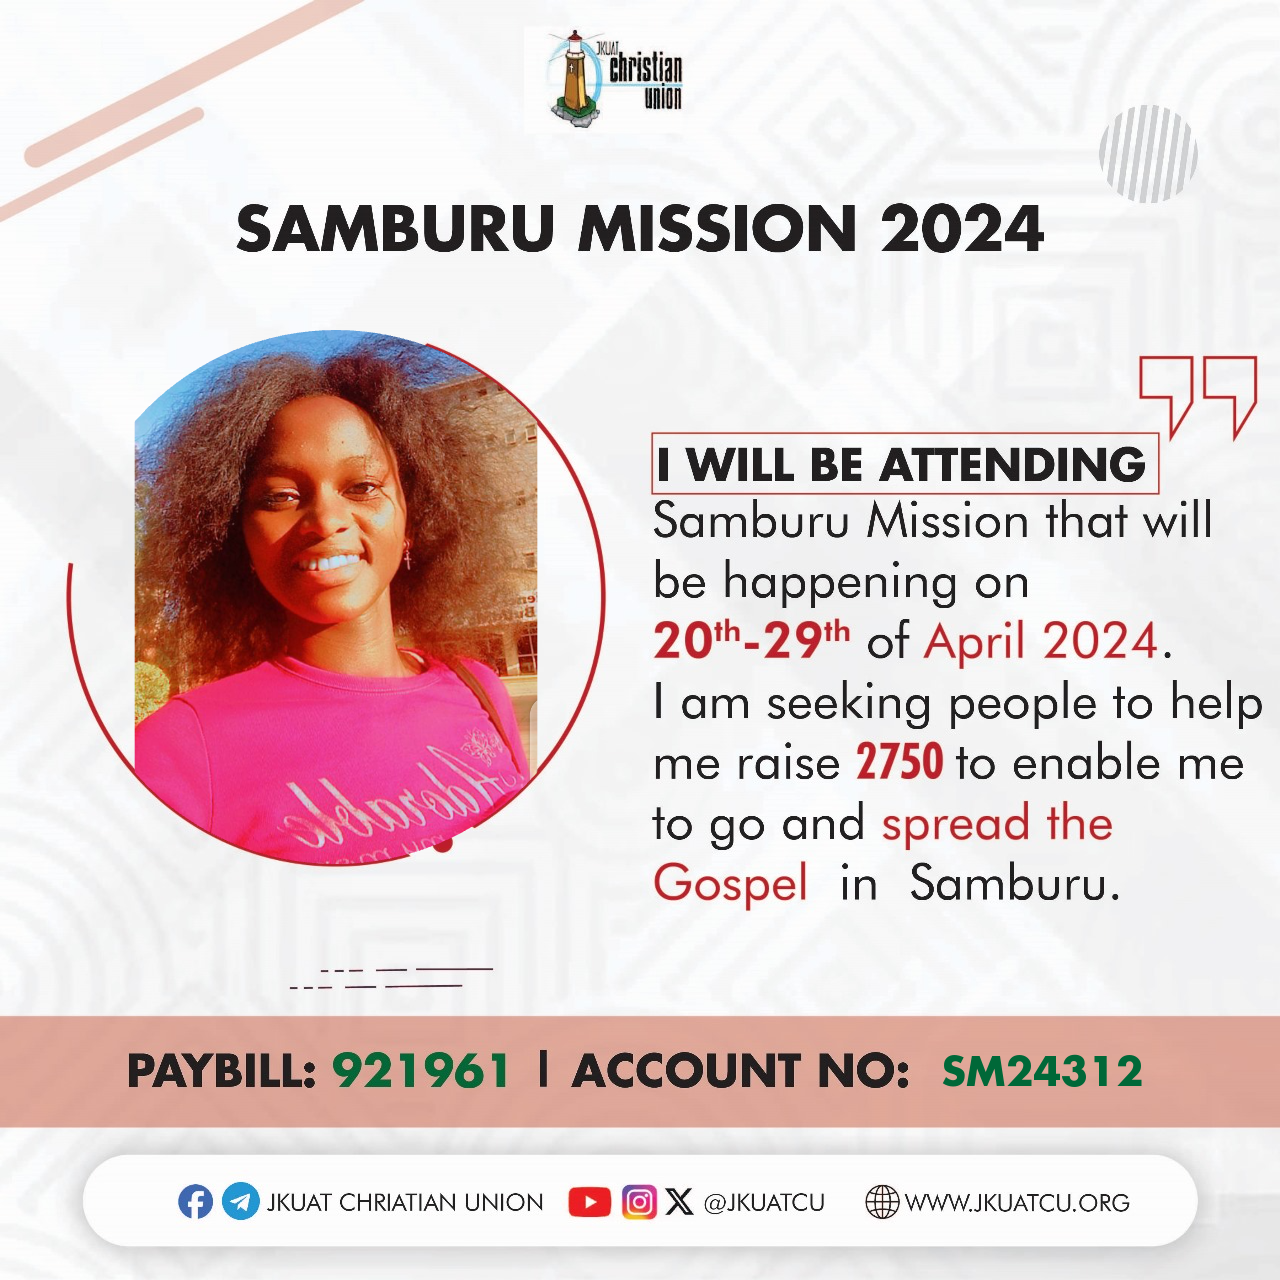 JKUAT
christian
union
SAMBURU MISSION 2024
I WILL BE ATTENDING
Samburu Mission that will
be happening on
20th-29th of April 2024.
I am seeking people to help
me raise 2750 to enable me
to go and spread the
Gospel in Samburu.
Adorable
PAYBILL: 921961 | ACCOUNT NO: SM24312
JKUAT CHRIATIAN UNION @JKUATCU WWW.JKUATCU.ORG